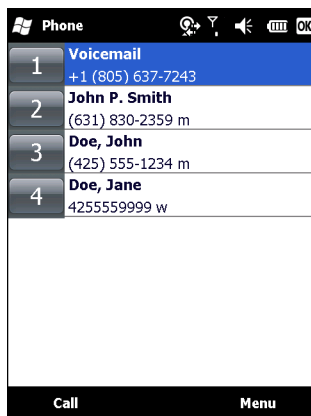 Phone
OK
1
Voicemail
+1 (805) 637-7243
2
John P. Smith
(631) 830-2359 m
3
Doe, John
(425) 555-1234 m
4
Doe, Jane
4255559999 w
Call
Menu